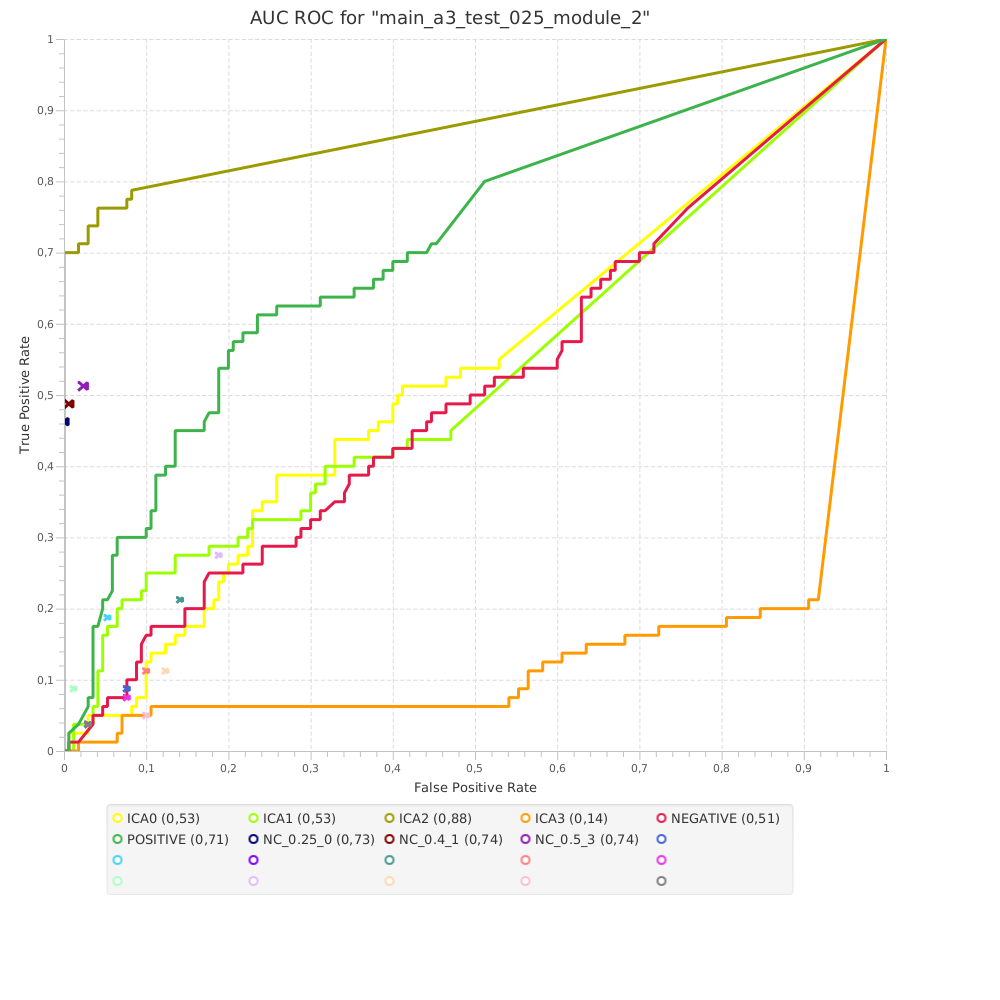 AUC ROC for "main_a3_test_025_module_2"
1
0,9
0,8
0,7
0,6
0,5
0,4
0,3
0,2
0,1
0
True Positive Rate
0 0,1 0,2 0,3 0,4 0,5 0,6 0,7 0,8 0,9 1
False Positive Rate
ICA0 (0,53) ICA1 (0,53) ICA2 (0,88) ICA3 (0,14) NEGATIVE (0,51)
POSITIVE (0,71) NC_0.25_0 (0,73) NC_0.4_1 (0,74) NC_0.5_3 (0,74)